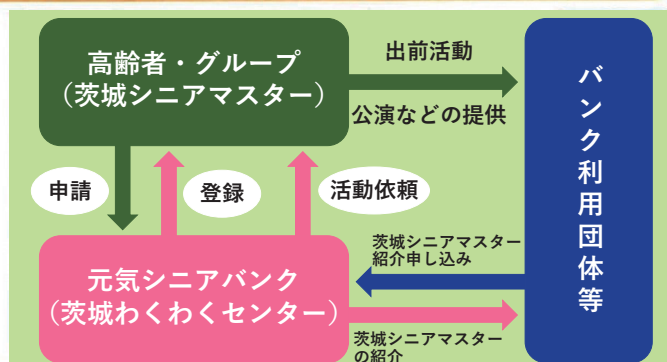 高齢者・グループ
（茨城シニアマスター）
出前活動
公演などの提供
バンク利用団体等
申請
登録
活動依頼
元気シニアバンク
（茨城わくわくセンター）
茨城シニアマスター
紹介申し込み
茨城シニアマスター
の紹介